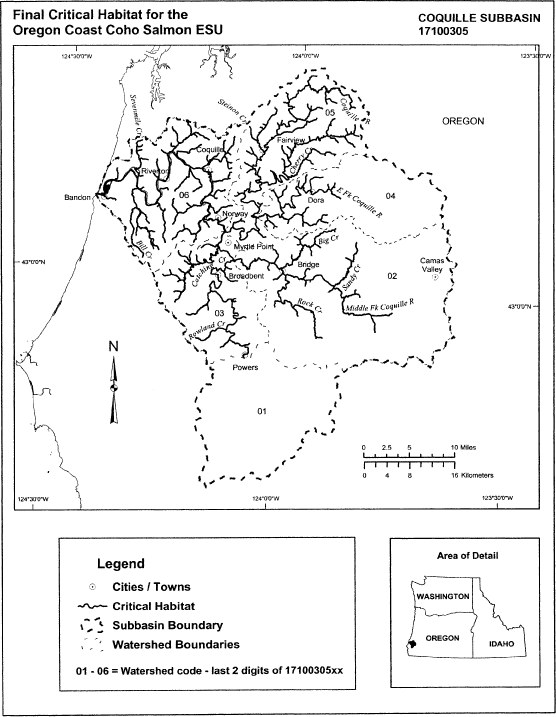 Final Critical Habitat for the
Oregon Coast Coho Salmon ESU
COQUILLE SUBBASIN
17100305
124°30'0"W
124°0'0"W
123°30'0"W
Sevenmile Cr
Steinon Cr
05
Coquille R
OREGON
Fairview
Coquille
Cherry Cr
Riverton
06
04
Bandon
Dora
E Fk Coquille R
Norway
Myrtle Point
Big Cr
Bill Cr
43°0'0"N
Catching Cr
Bridge
Camas
Valley
Broadbent
Sandy Cr
02
43°0'0"N
03
Rock Cr
Middle Fk Coquille R
Rowland Cr
N
Powers
01
0 2.5 5 10 Miles
0 4 8 16 Kilometers
124°30'0"W
124°0'0"W
123°30'0"W
Legend
Cities / Towns
Critical Habitat
Subbasin Boundary
Watershed Boundaries
01 - 06 = Watershed code - last 2 digits of 17100305xx
Area of Detail
WASHINGTON
OREGON
IDAHO